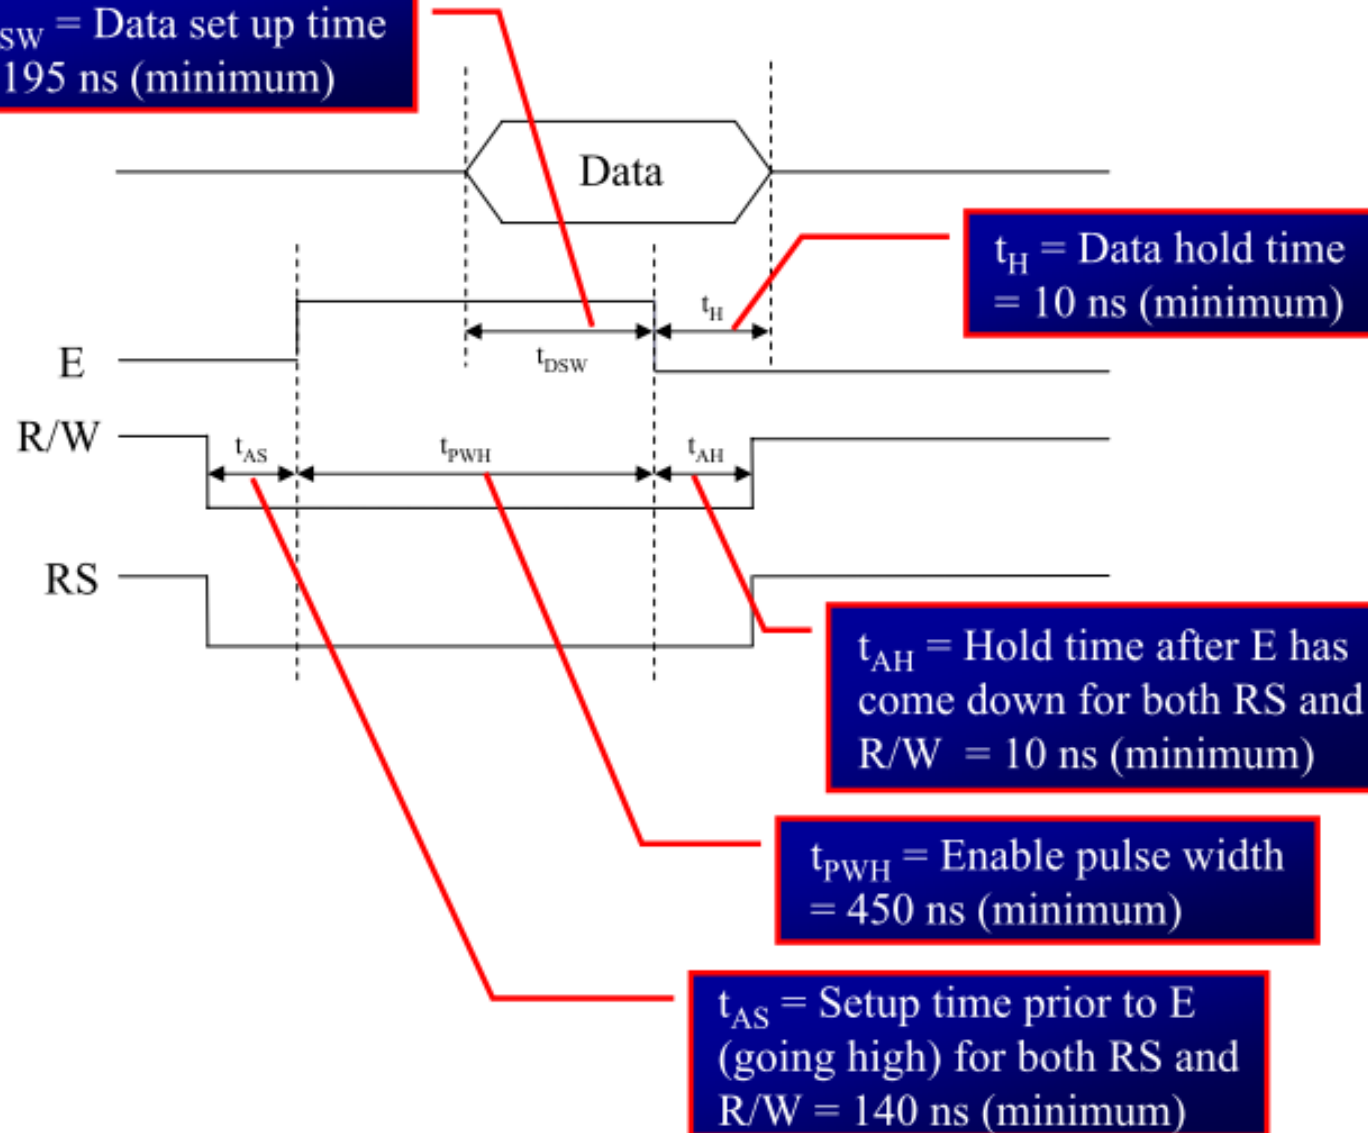 SW = Data set up time
195 ns (minimum)
Data
tH = Data hold time
= 10 ns (minimum)
tH
E
tDSW
R/W
tAS
tPWH
tAH
RS
tAH = Hold time after E has
come down for both RS and
R/W = 10 ns (minimum)
tPWH = Enable pulse width
= 450 ns (minimum)
tAS = Setup time prior to E
(going high) for both RS and
R/W = 140 ns (minimum)